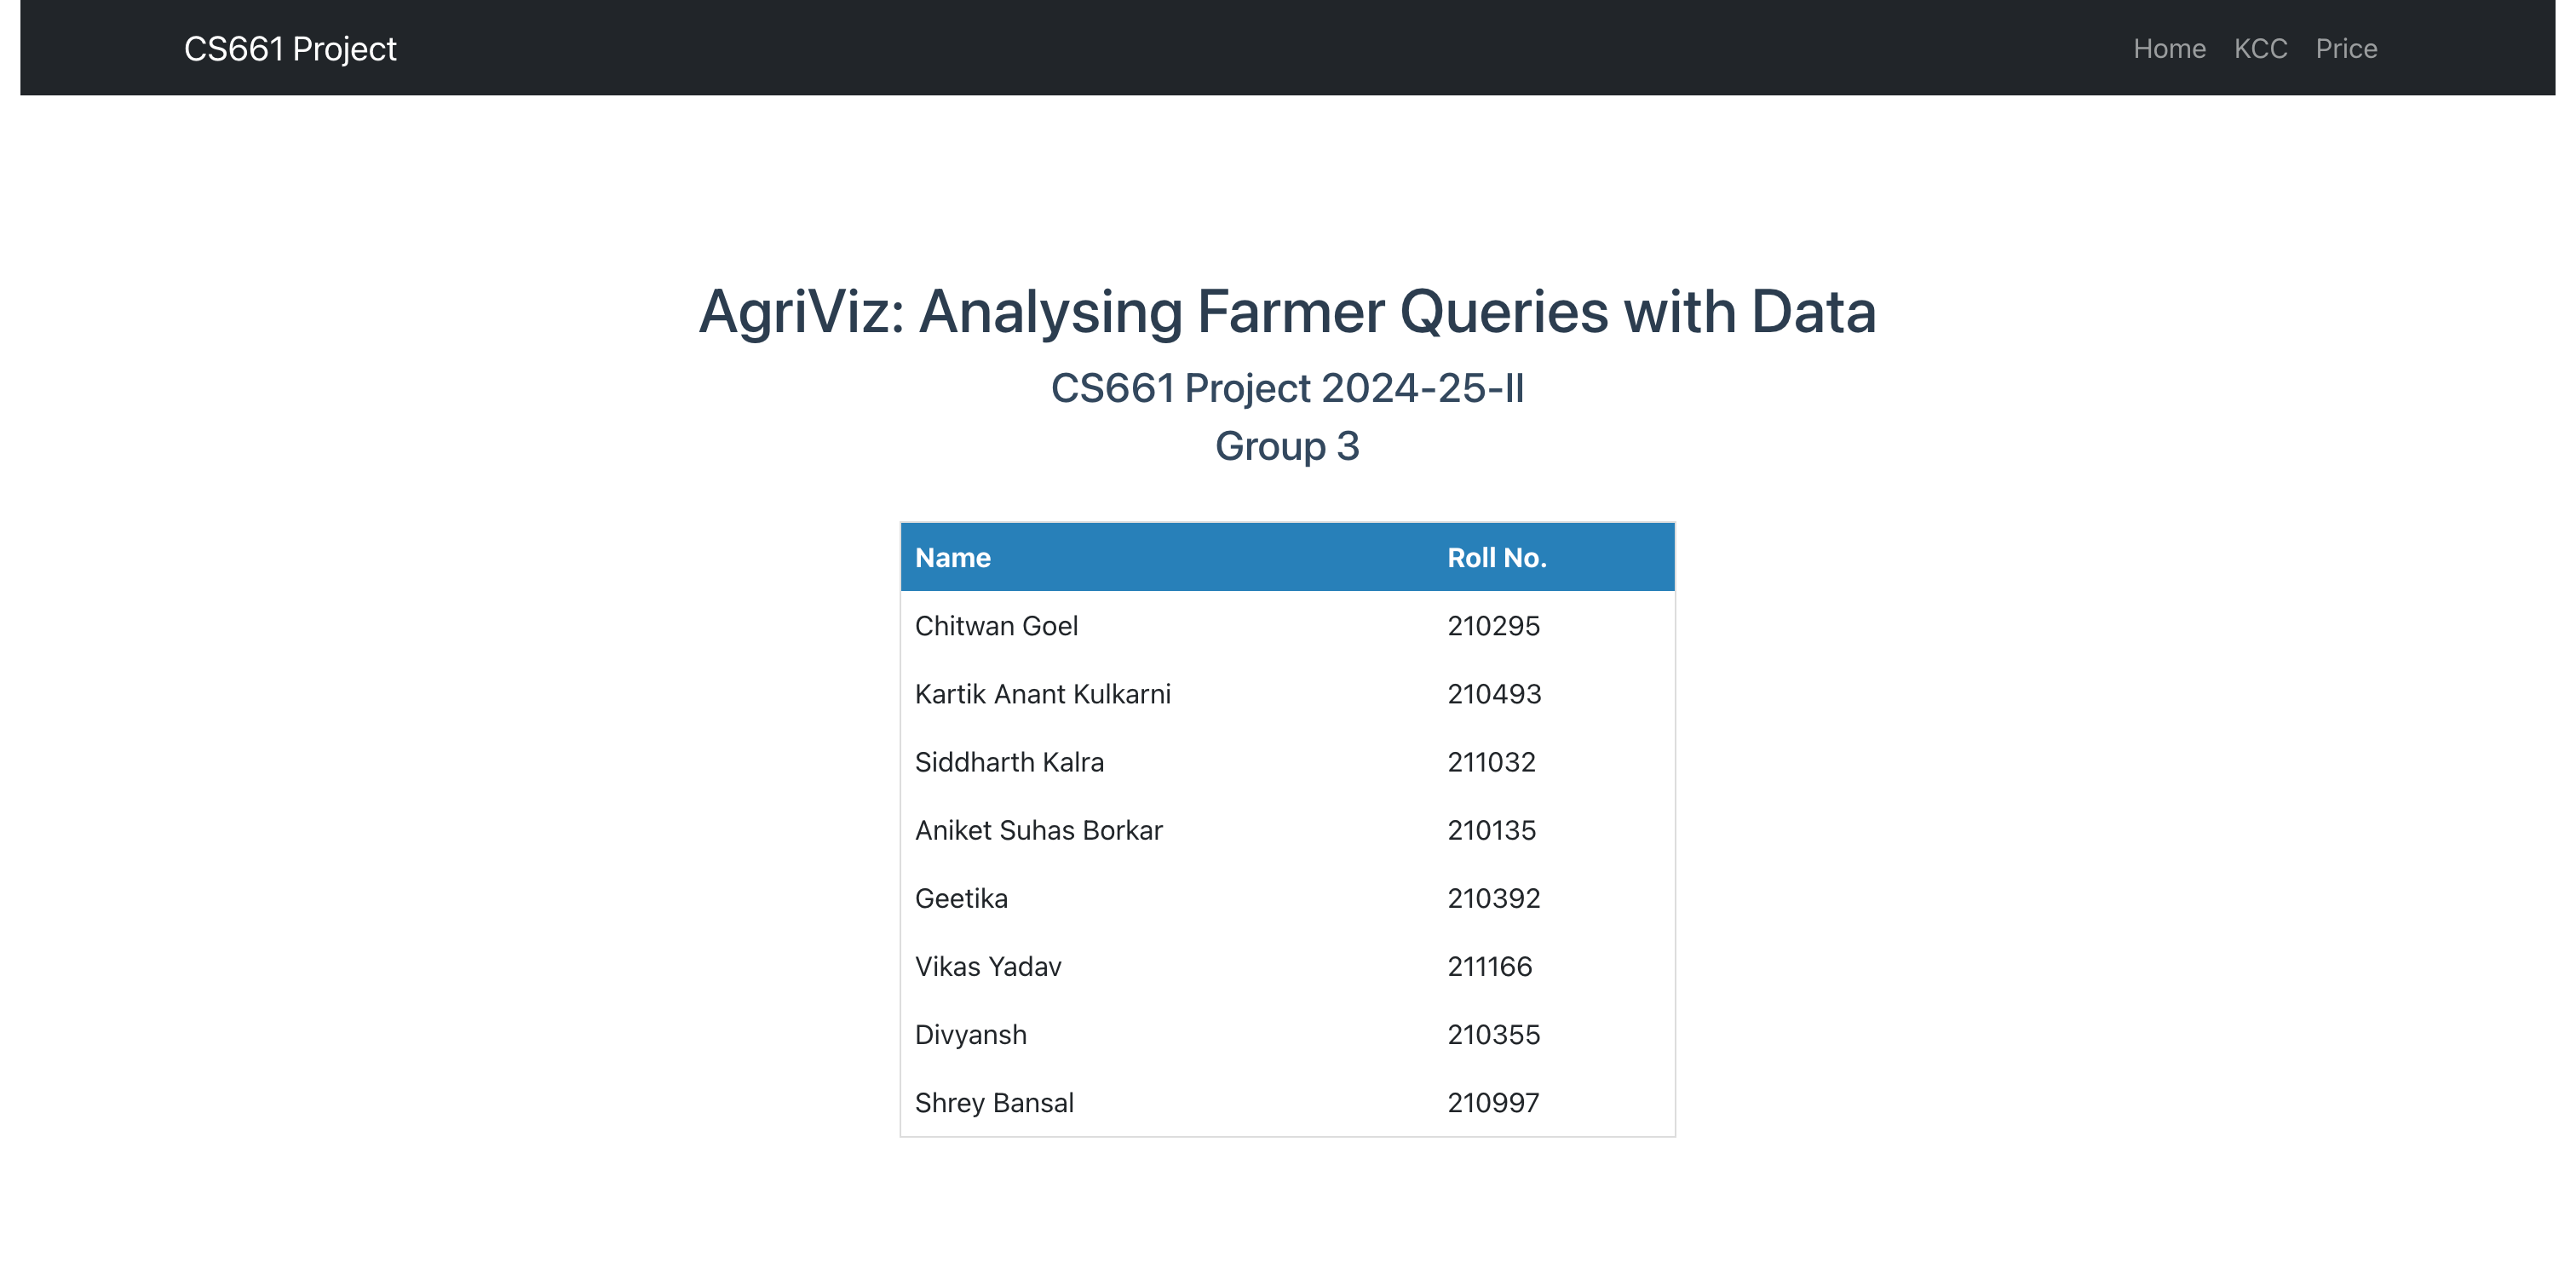 CS661 Project Home KCC Price
AgriViz: Analysing Farmer Queries with Data
CS661 Project 2024-25-II
Group 3
Name Roll No.
Chitwan Goel 210295
Kartik Anant Kulkarni 210493
Siddharth Kalra 211032
Aniket Suhas Borkar 210135
Geetika 210392
Vikas Yadav 211166
Divyansh 210355
Shrey Bansal 210997